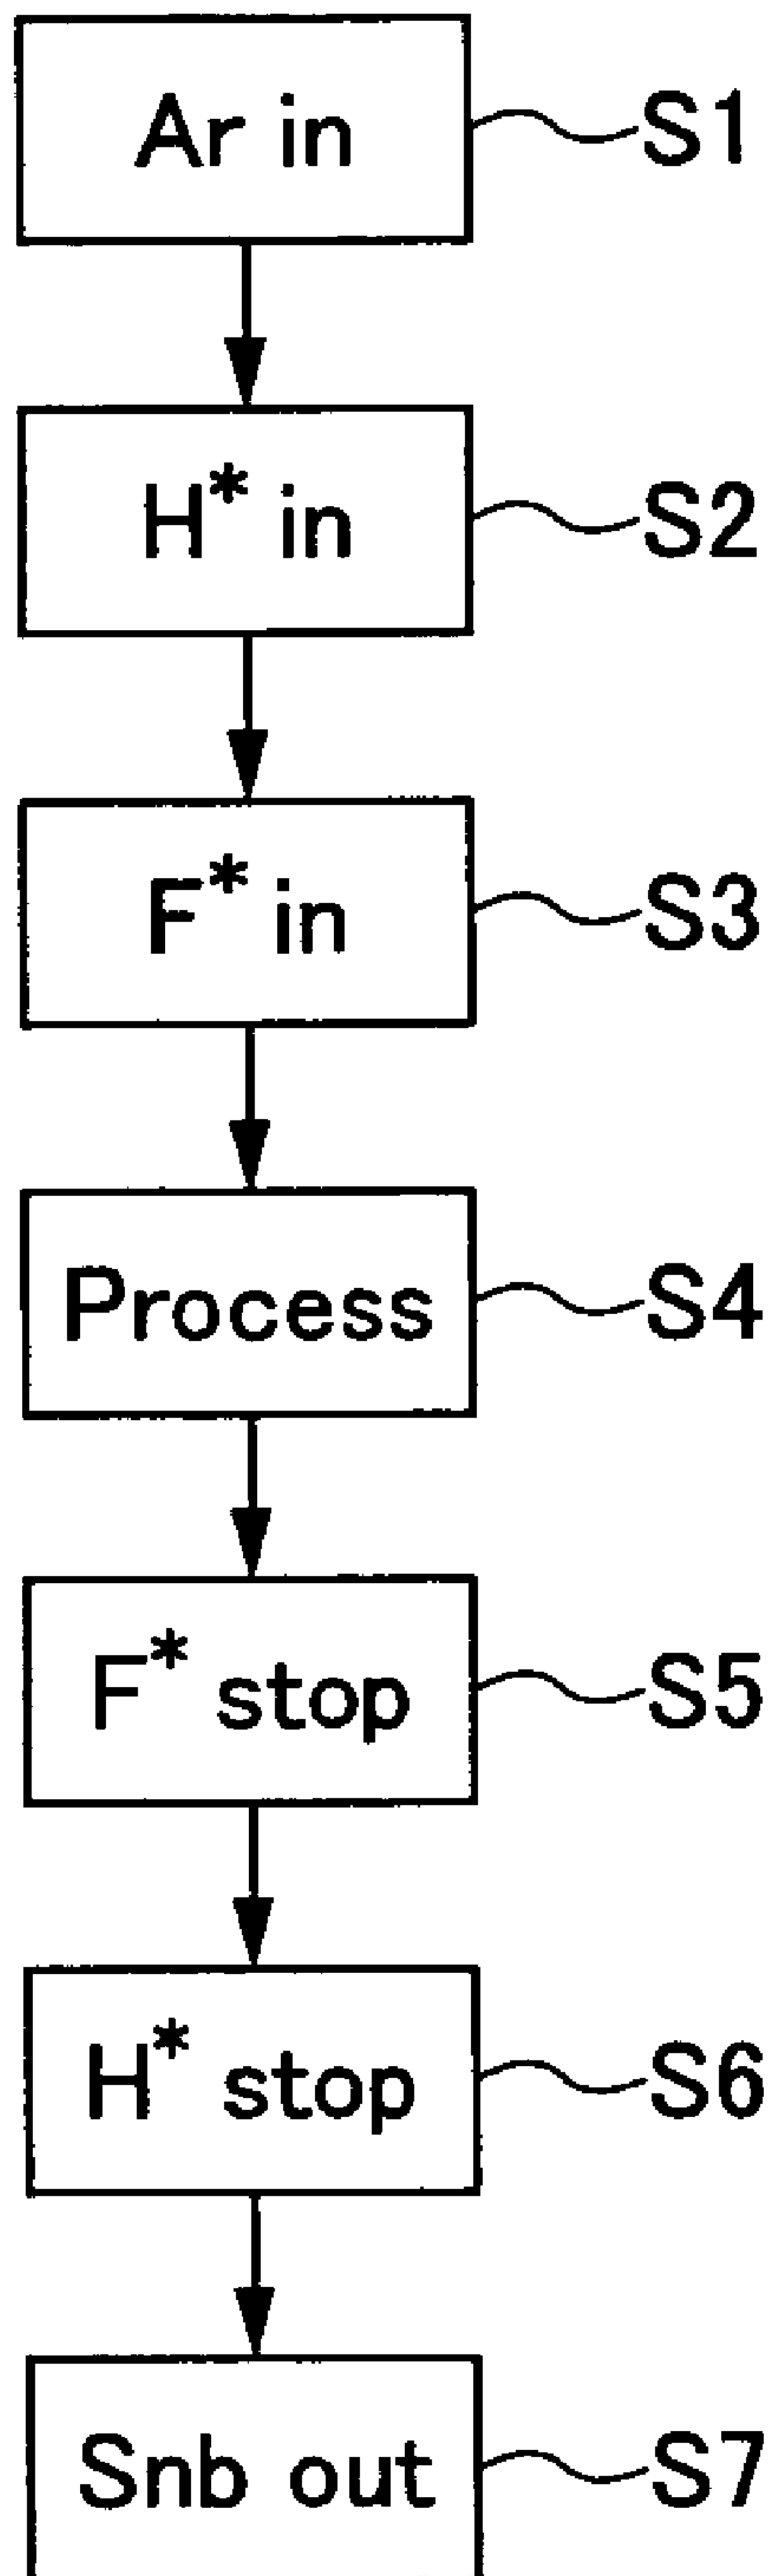 Ar in S1
H* in S2
F* in S3
Process S4
F* stop S5
H* stop S6
Snb out S7